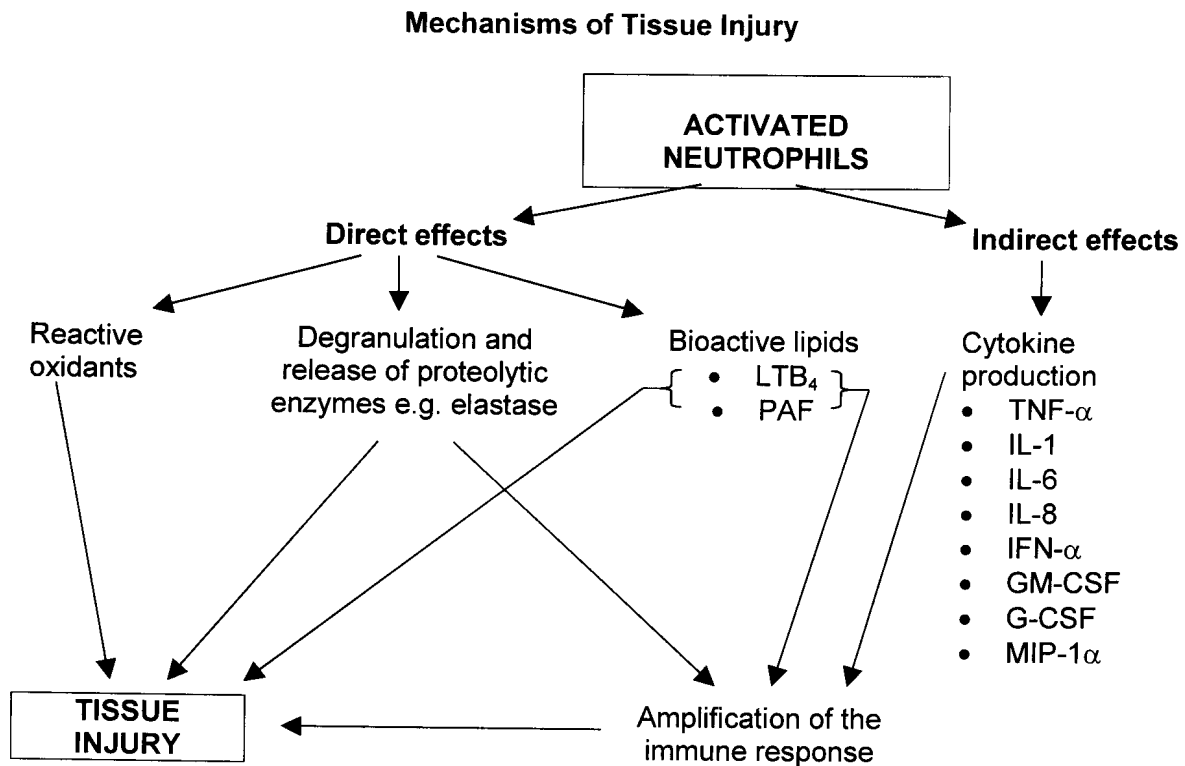 Mechanisms of Tissue Injury
ACTIVATED
NEUTROPHILS
Direct effects
Indirect effects
Reactive
oxidants
Degranulation and
release of proteolytic
enzymes e.g. elastase
Bioactive lipids
• LTB₄
• PAF
Cytokine
production
• TNF-α
• IL-1
• IL-6
• IL-8
• IFN-α
• GM-CSF
• G-CSF
• MIP-1α
TISSUE
INJURY
Amplification of the
immune response